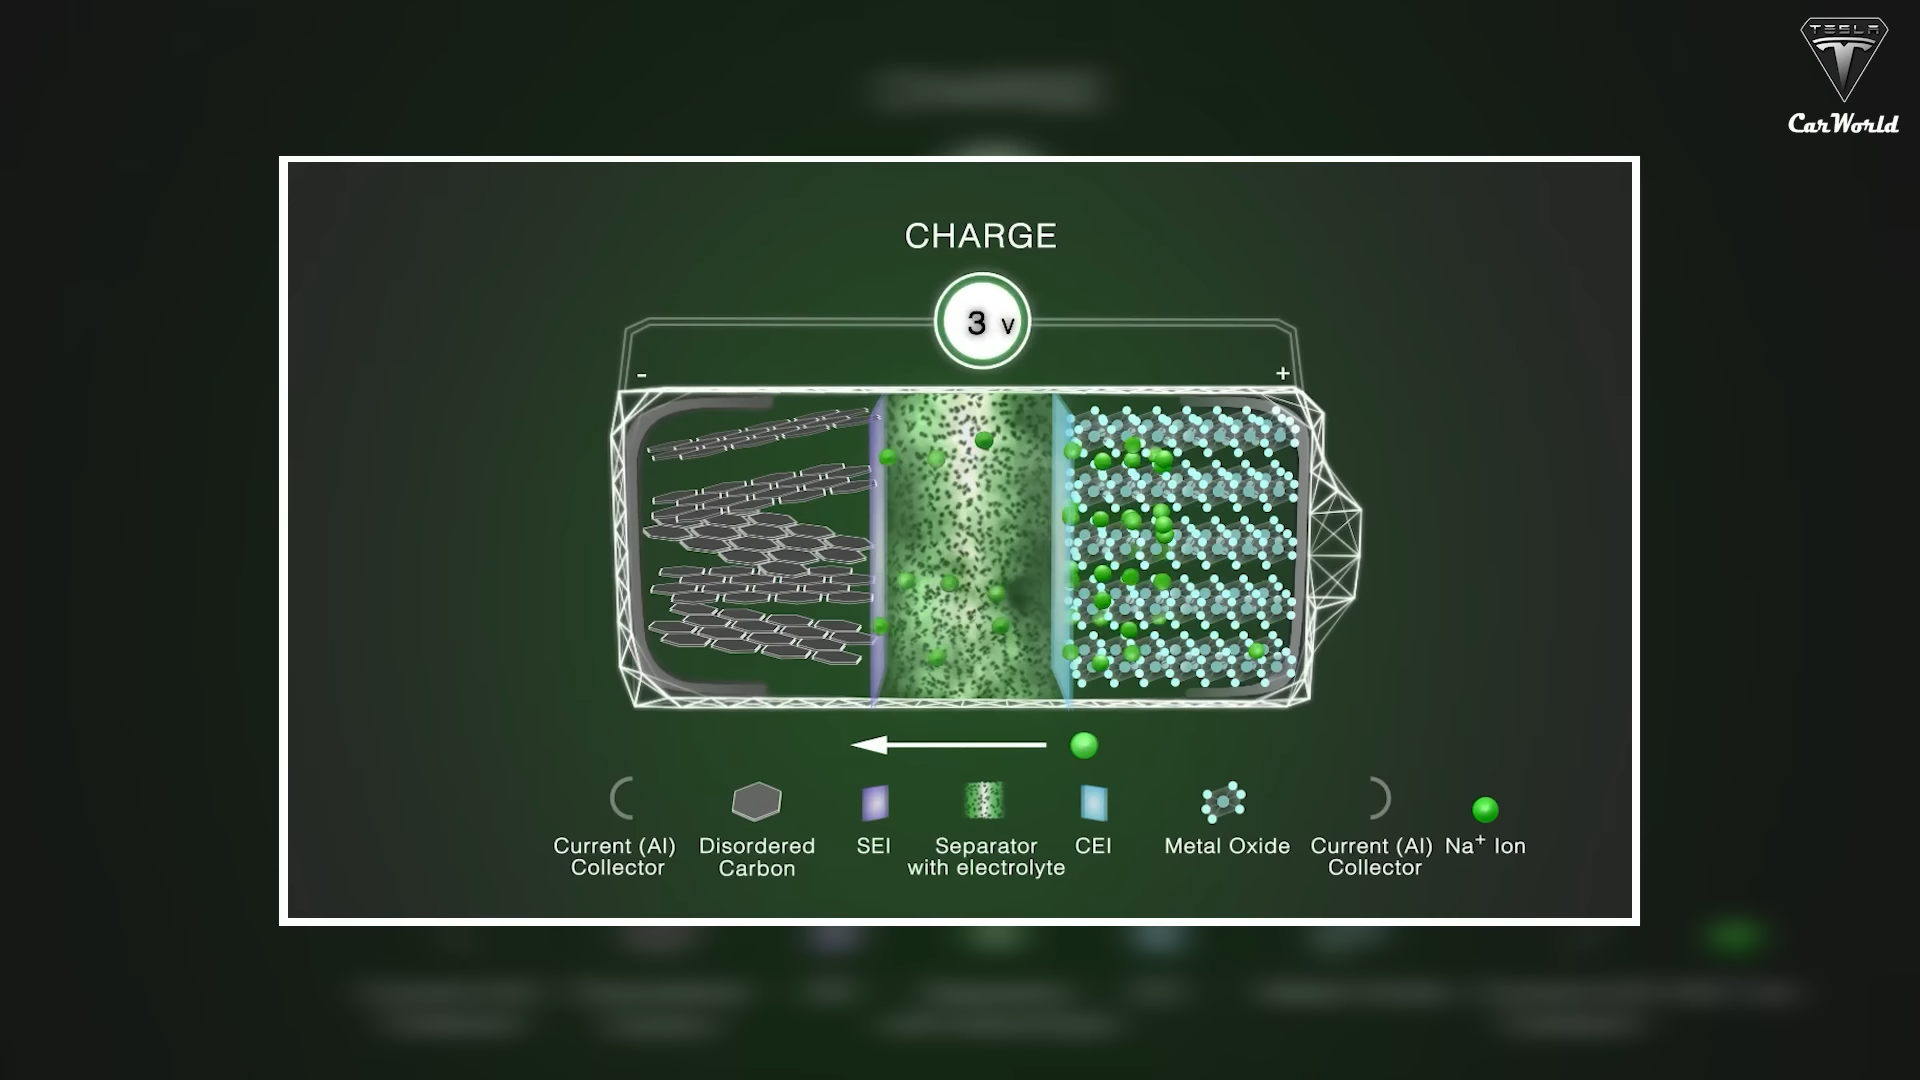 TESLA
CarWorld
CHARGE
3 v
- +
Current (Al)
Collector
Disordered
Carbon
SEI
Separator
with electrolyte
CEI
Metal Oxide
Current (Al)
Collector
Na⁺ Ion